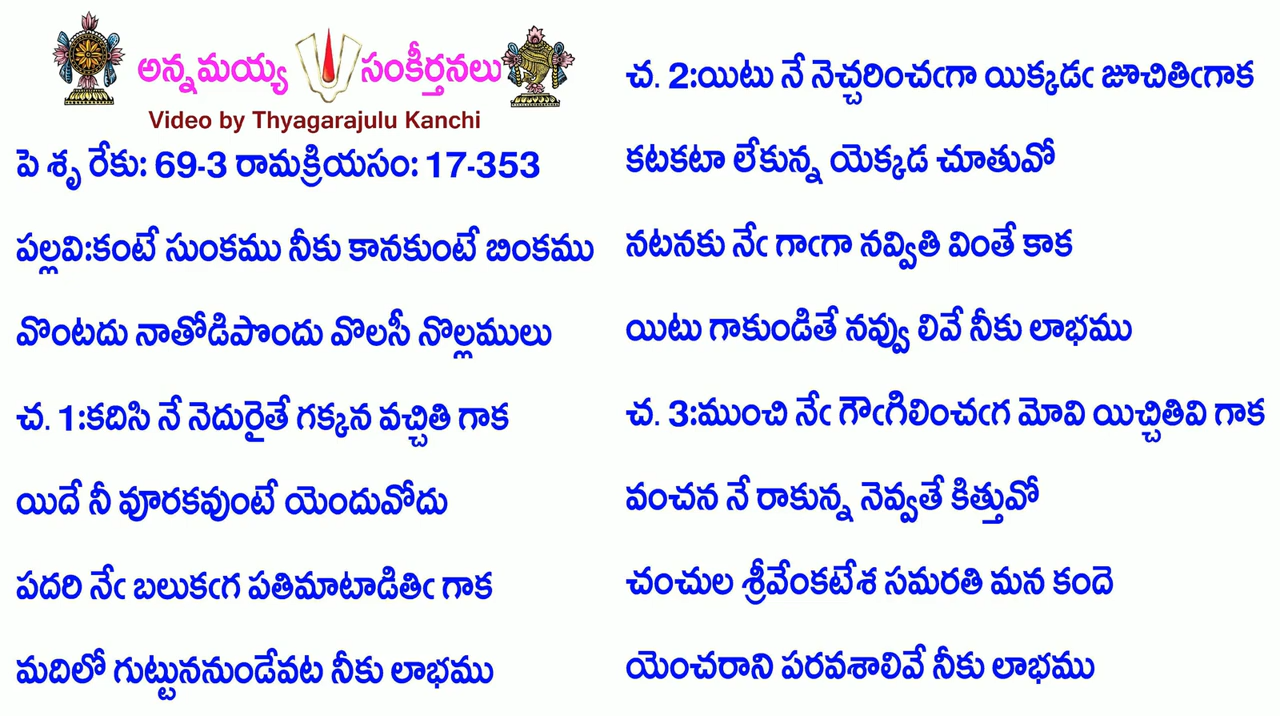 అన్నమయ్య సంకీర్తనలు
Video by Thyagarajulu Kanchi
పె శృ రేకు: 69-3 రామక్రియసం: 17-353
పల్లవి:కంటే సుంకము నీకు కానకుంటే బింకము
వొంటదు నాతోడిపొందు వొలసీ నొల్లములు
చ. 1:కదిసి నే నెదురైతే గక్కన వచ్చితి గాక
యిదే నీ వూరకవుంటే యెందువోదు
పదరి నేఁ బలుకఁగ పతిమాటాడితిఁ గాక
మదిలో గుట్టుననుండేవట నీకు లాభము
చ. 2:యిటు నే నెచ్చరించఁగా యిక్కడఁ జూచితిఁగాక
కటకటా లేకున్న యెక్కడ చూతువో
నటనకు నేఁ గాఁగా నవ్వితి వింతే కాక
యిటు గాకుండితే నవ్వు లివే నీకు లాభము
చ. 3:ముంచి నేఁ గౌఁగిలించఁగ మోవి యిచ్చితివి గాక
వంచన నే రాకున్న నెవ్వతే కిత్తువో
చంచుల శ్రీవేంకటేశ సమరతి మన కందె
యెంచరాని పరవశాలివే నీకు లాభము